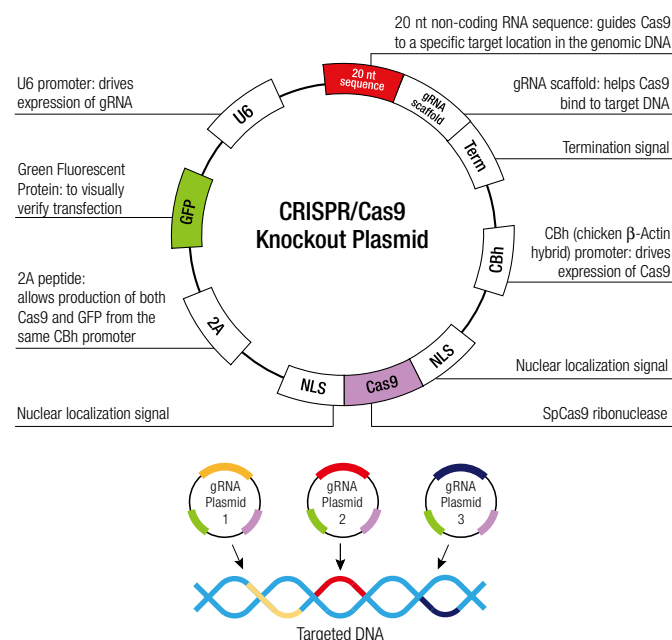 20 nt non-coding RNA sequence: guides Cas9
to a specific target location in the genomic DNA
20 nt
sequence
gRNA
scaffold
gRNA scaffold: helps Cas9
bind to target DNA
U6 promoter: drives
expression of gRNA
U6
Term
Termination signal
Green Fluorescent
Protein: to visually
verify transfection
GFP
CRISPR/Cas9
Knockout Plasmid
CBh
CBh (chicken β-Actin
hybrid) promoter: drives
expression of Cas9
2A peptide:
allows production of both
Cas9 and GFP from the
same CBh promoter
2A
NLS
Cas9
NLS
Nuclear localization signal
Nuclear localization signal
SpCas9 ribonuclease
gRNA
Plasmid
1
gRNA
Plasmid
2
gRNA
Plasmid
3
Targeted DNA